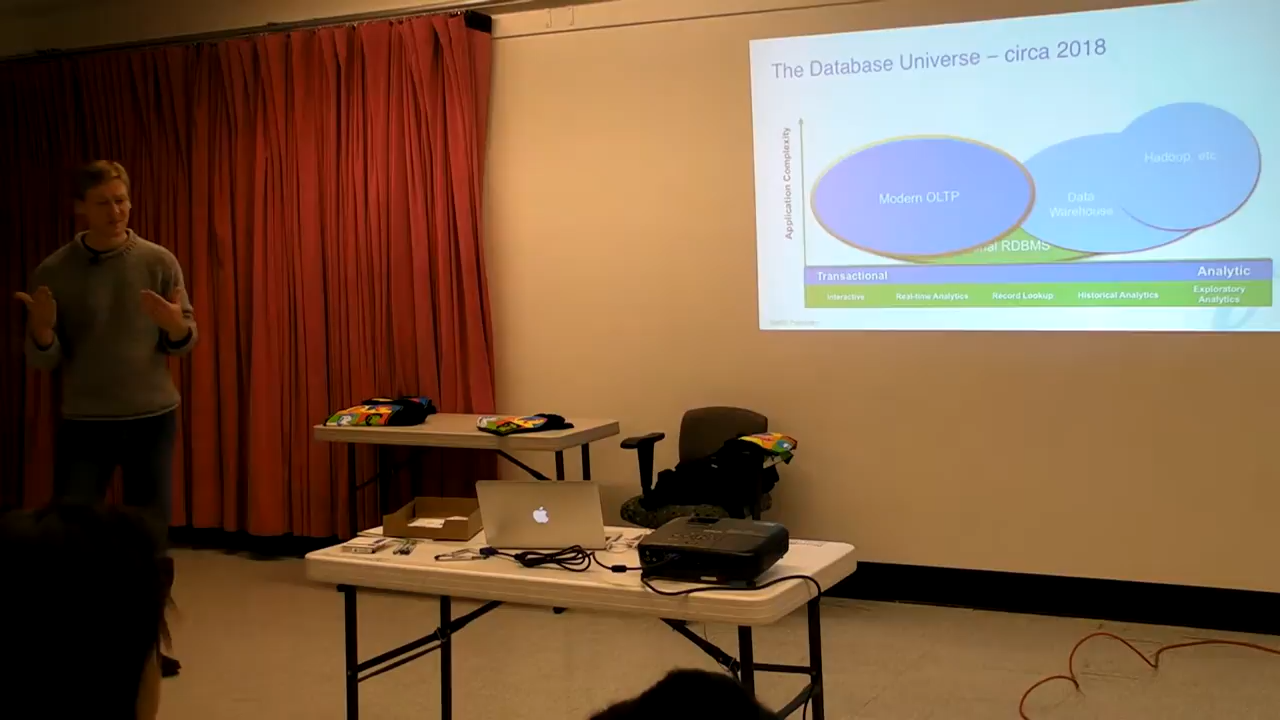 The Database Universe – circa 2018
Application Complexity
Hadoop, etc
Modern OLTP
Data
Warehouse
RDBMS
Transactional
Analytic
Interactive
Real-time Analytics
Record Lookup
Historical Analytics
Exploratory
Analytics